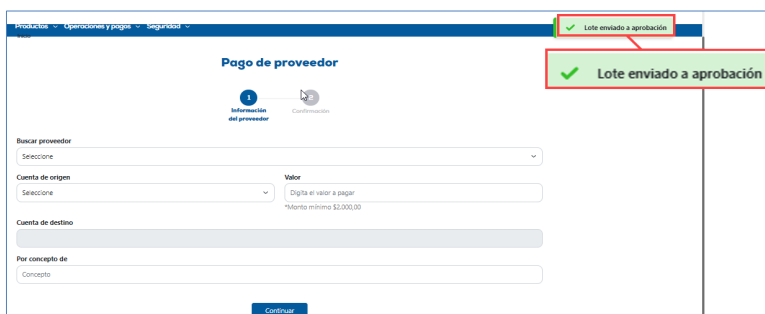 Productos Operaciones y pagos Seguridad
Inicio
Lote enviado a aprobación
Lote enviado a aprobación
Pago de proveedor
1 2
Información del proveedor
Confirmación
Buscar proveedor
Seleccione
Cuenta de origen Valor
Seleccione Digita el valor a pagar
*Monto mínimo $2.000,00
Cuenta de destino
Por concepto de
Concepto
Continuar